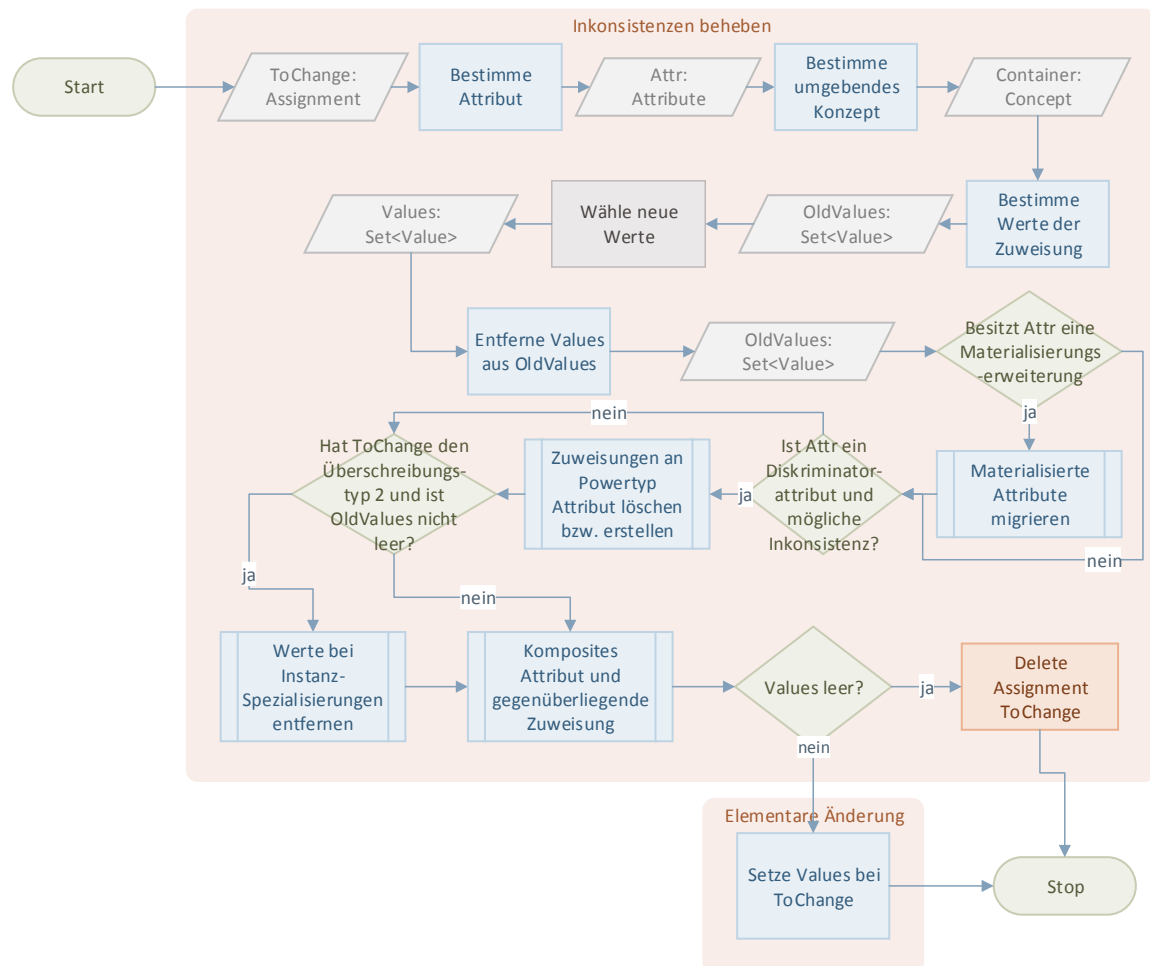 Inkonsistenzen beheben
Start
ToChange:
Assignment
Bestimme
Attribut
Attr:
Attribute
Bestimme
umgebendes
Konzept
Container:
Concept
Values:
Set<Value>
Wähle neue
Werte
OldValues:
Set<Value>
Bestimme
Werte der
Zuweisung
Entferne Values
aus OldValues
OldValues:
Set<Value>
Besitzt Attr eine
Materialisierungs
-erweiterung
ja
nein
Hat ToChange den
Überschreibungs-
typ 2 und ist
OldValues nicht
leer?
Zuweisungen an
Powertyp
Attribut löschen
bzw. erstellen
ja
Ist Attr ein
Diskriminator-
attribut und
mögliche
Inkonsistenz?
Materialisierte
Attribute
migrieren
nein
ja
nein
Werte bei
Instanz-
Spezialisierungen
entfernen
Komposites
Attribut und
gegenüberliegende
Zuweisung
Values leer?
ja
Delete
Assignment
ToChange
nein
Elementare Änderung
Setze Values bei
ToChange
Stop